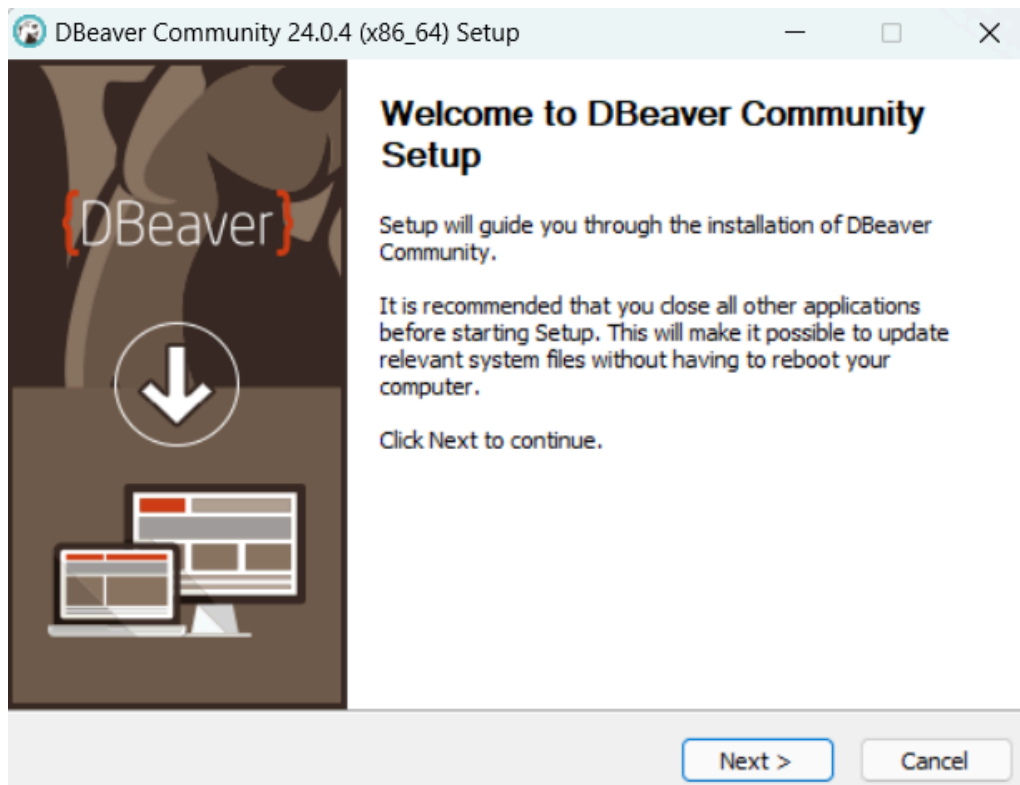 DBeaver Community 24.0.4 (x86_64) Setup
{DBeaver}
Welcome to DBeaver Community
Setup
Setup will guide you through the installation of DBeaver
Community.
It is recommended that you close all other applications
before starting Setup. This will make it possible to update
relevant system files without having to reboot your
computer.
Click Next to continue.
Next >
Cancel